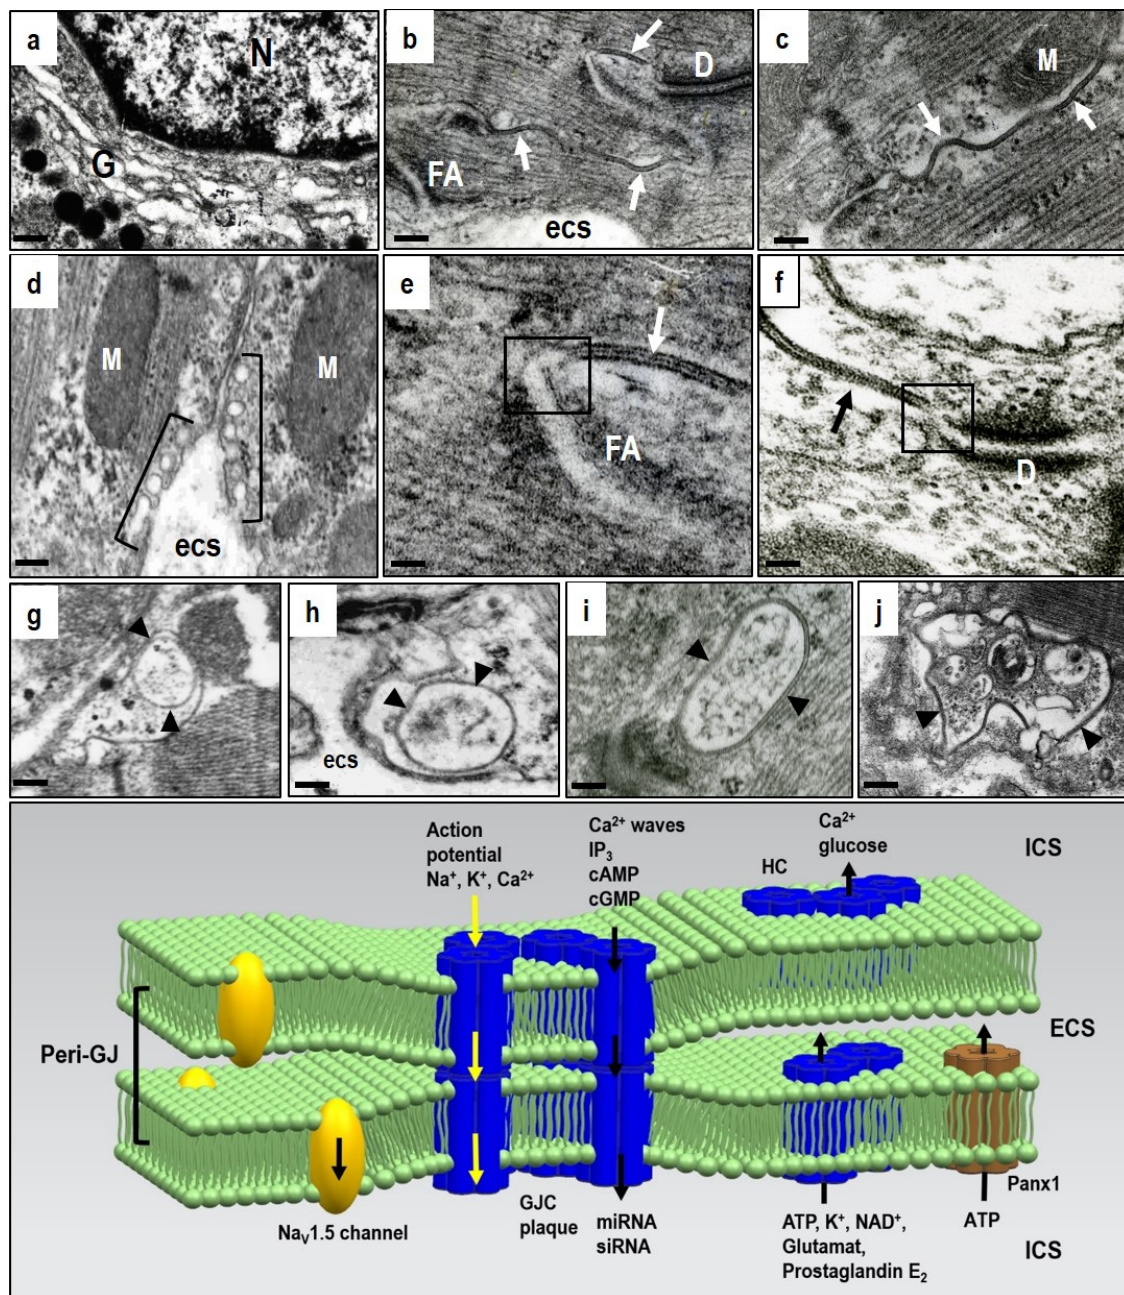 a
N
G
b
D
FA
ecs
c
M
d
M
M
ecs
e
FA
f
D
g
h
ecs
i
j
Action
potential
Na⁺, K⁺, Ca²⁺
Ca²⁺ waves
IP₃
cAMP
cGMP
HC
Ca²⁺
glucose
ICS
Peri-GJ
ECS
Na_V1.5 channel
GJC
plaque
miRNA
siRNA
ATP, K⁺, NAD⁺,
Glutamat,
Prostaglandin E₂
Panx1
ATP
ICS